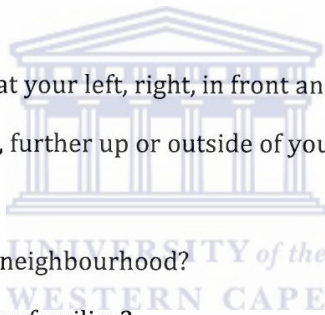 at your left, right, in front an
, further up or outside of you
neighbourhood?
UNIVERSITY of the
WESTERN CAPE
families?